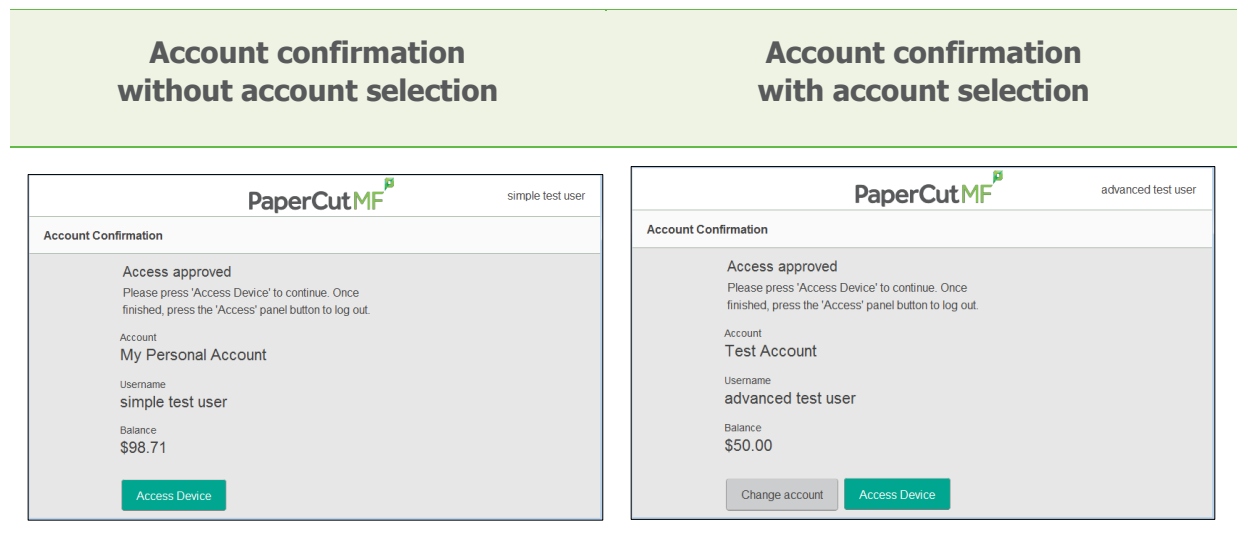 Account confirmation
without account selection
Account confirmation
with account selection
PaperCutMF
simple test user
Account Confirmation
Access approved
Please press 'Access Device' to continue. Once
finished, press the 'Access' panel button to log out.
Account
My Personal Account
Username
simple test user
Balance
$98.71
Access Device
PaperCutMF
advanced test user
Account Confirmation
Access approved
Please press 'Access Device' to continue. Once
finished, press the 'Access' panel button to log out.
Account
Test Account
Username
advanced test user
Balance
$50.00
Change account
Access Device